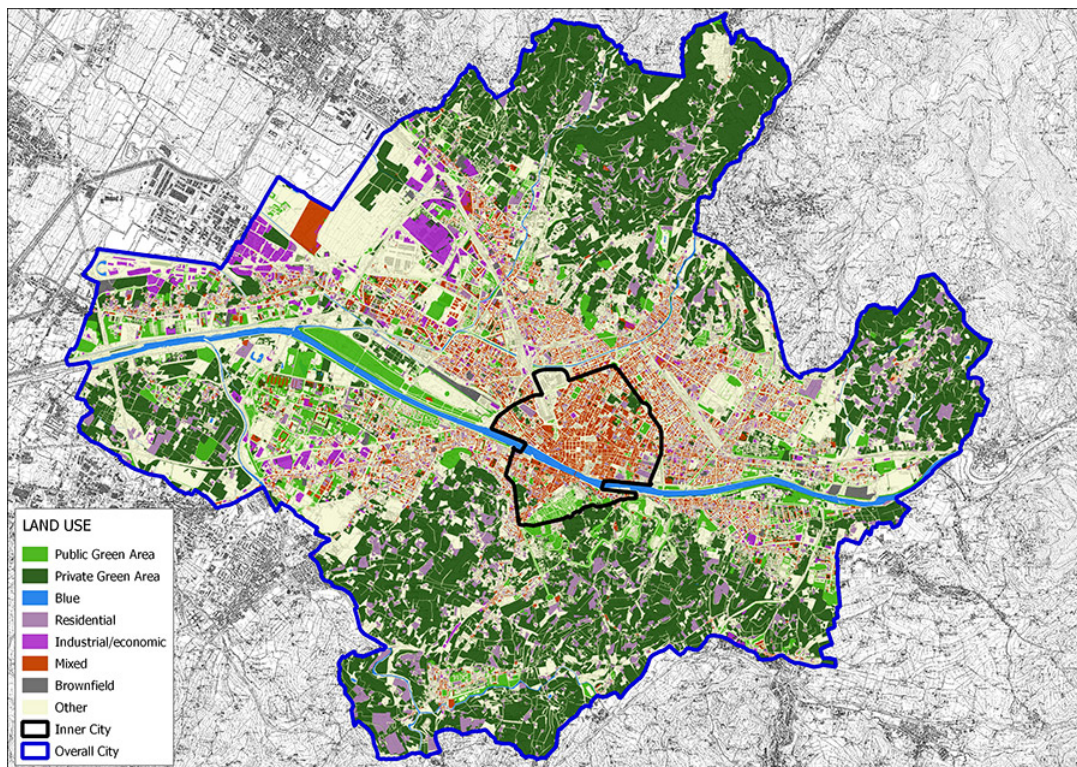 LAND USE
Public Green Area
Private Green Area
Blue
Residential
Industrial/economic
Mixed
Brownfield
Other
Inner City
Overall City